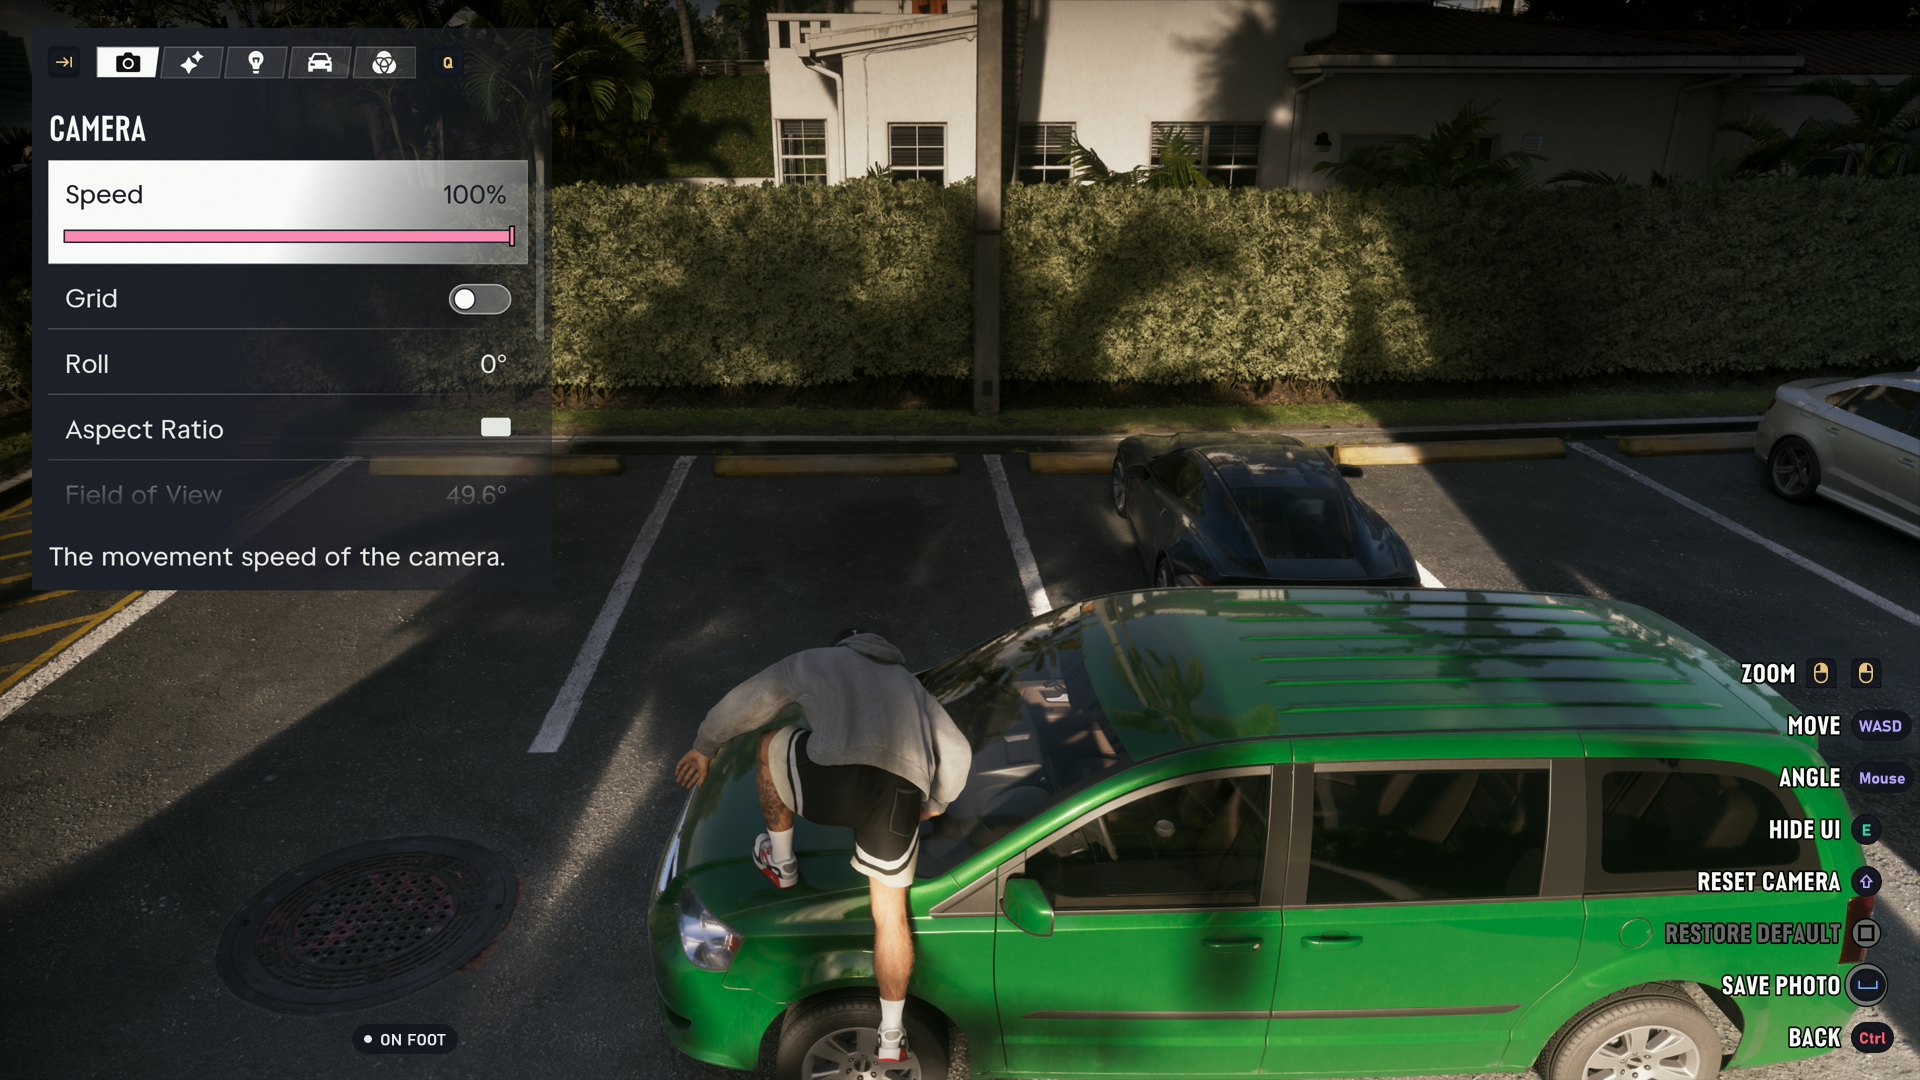 Q
CAMERA
Speed 100%
Grid
Roll 0°
Aspect Ratio
Field of View 49.6°
The movement speed of the camera.
ZOOM
MOVE WASD
ANGLE Mouse
HIDE UI E
RESET CAMERA
RESTORE DEFAULT
SAVE PHOTO
BACK Ctrl
ON FOOT